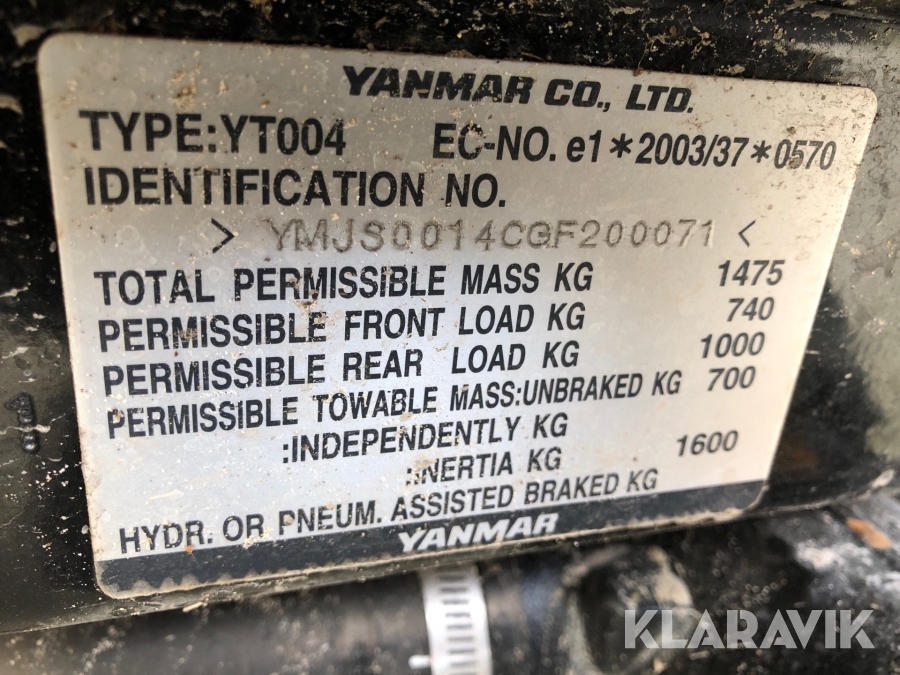 YANMAR CO., LTD.
TYPE:YT004 EC-NO. e1*2003/37*0570
IDENTIFICATION NO.
> YMJS0014CGF200071 <
TOTAL PERMISSIBLE MASS KG 1475
PERMISSIBLE FRONT LOAD KG 740
PERMISSIBLE REAR LOAD KG 1000
PERMISSIBLE TOWABLE MASS:UNBRAKED KG 700
:INDEPENDENTLY KG
:INERTIA KG 1600
HYDR. OR PNEUM. ASSISTED BRAKED KG
YANMAR
KLARAVIK